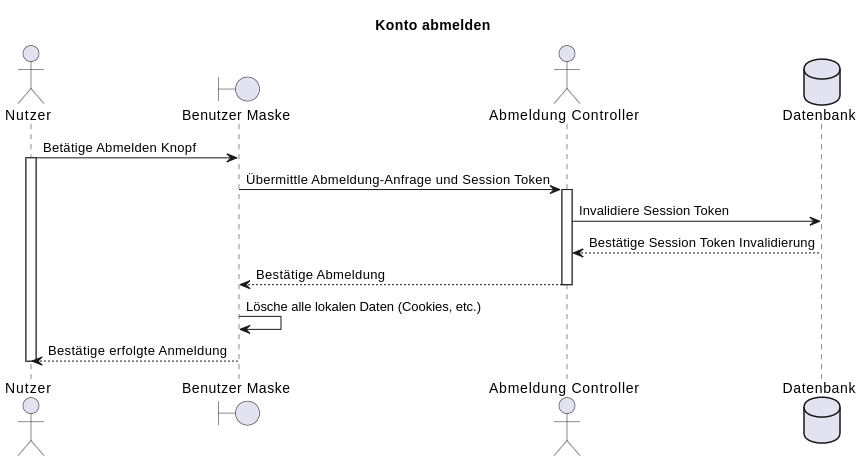 Konto abmelden
Nutzer
Benutzer Maske
Abmeldung Controller
Datenbank
Betätige Abmelden Knopf
Übermittle Abmeldung-Anfrage und Session Token
Invalidiere Session Token
Bestätige Session Token Invalidierung
Bestätige Abmeldung
Lösche alle lokalen Daten (Cookies, etc.)
Bestätige erfolgte Anmeldung
Nutzer
Benutzer Maske
Abmeldung Controller
Datenbank